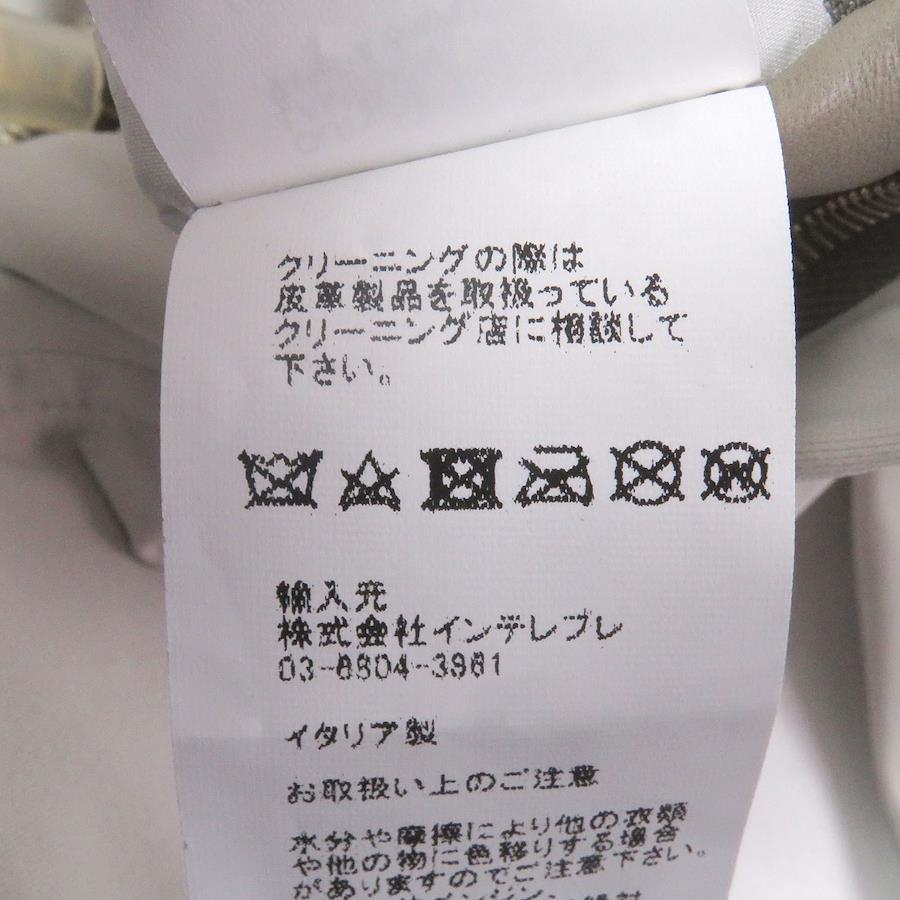 クリーニングの際は
皮革製品を取扱っている
クリーニング店に相談して
下さい。
輸入元
株式会社インテレプレ
イタリア製
お取扱い上のご注意
水分や摩擦により他の衣類
や他の物に色移りする場合
がありますのでご注意下さい。